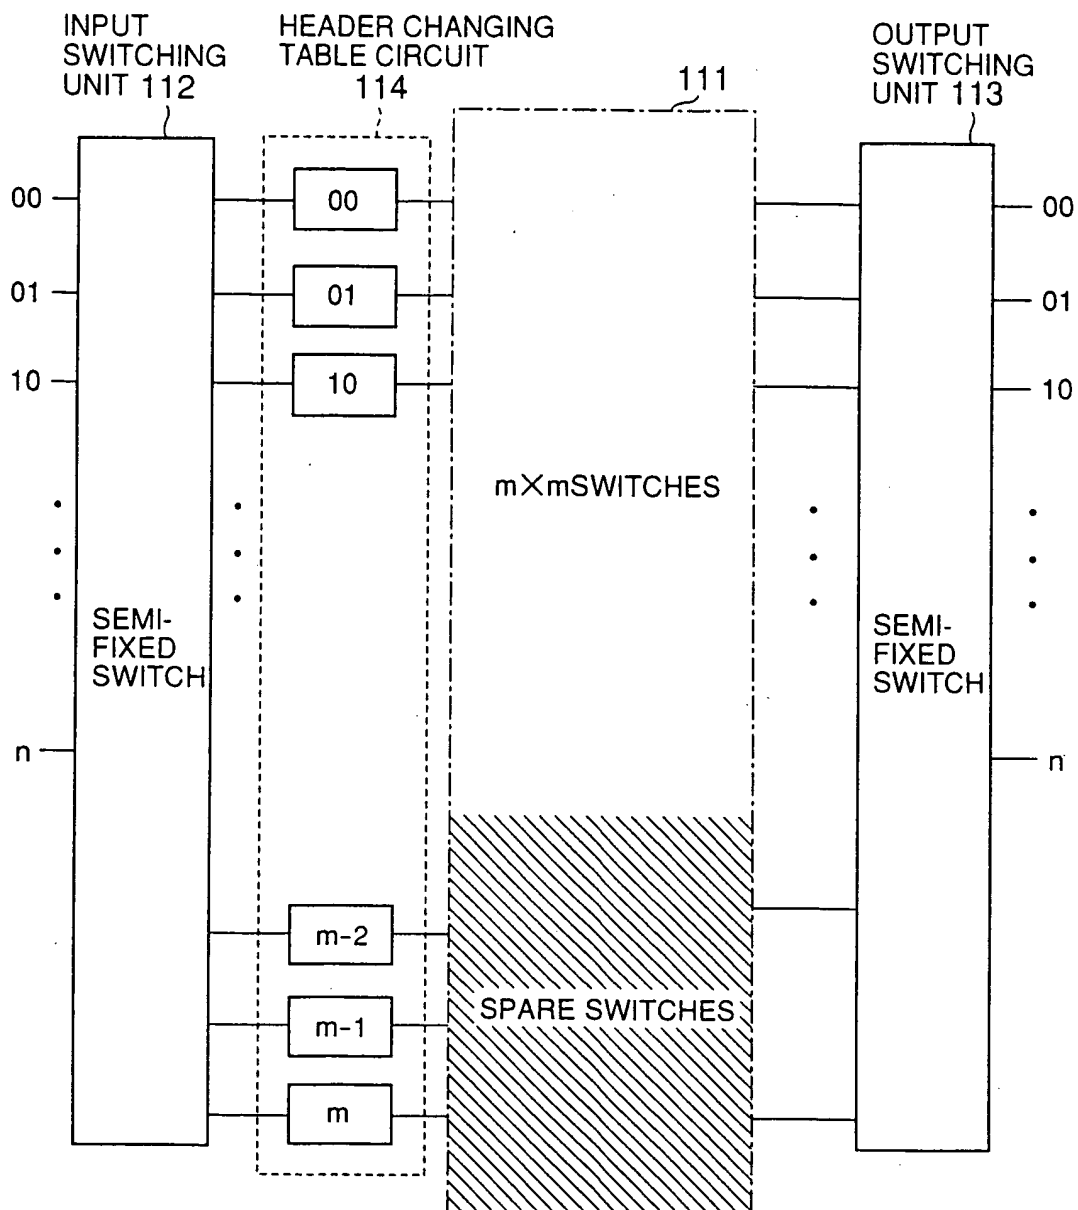 INPUT
SWITCHING
UNIT 112
HEADER CHANGING
TABLE CIRCUIT
114
111
OUTPUT
SWITCHING
UNIT 113
00
00
00
01
01
01
10
10
10
m×mSWITCHES
SEMI-
FIXED
SWITCH
SEMI-
FIXED
SWITCH
n
n
m-2
m-1
SPARE SWITCHES
m